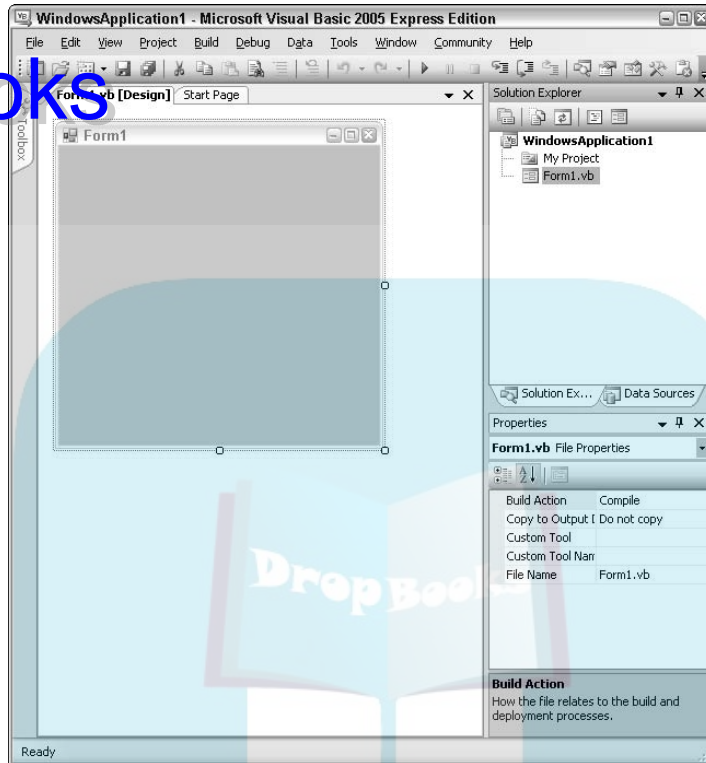 WindowsApplication1 - Microsoft Visual Basic 2005 Express Edition
File Edit View Project Build Debug Data Tools Window Community Help
oks
Form1.vb [Design] Start Page
Toolbox
Form1
Solution Explorer
WindowsApplication1
My Project
Form1.vb
Solution Ex... Data Sources
Properties
Form1.vb File Properties
Build Action Compile
Copy to Output D Do not copy
Custom Tool
Custom Tool Nam
File Name Form1.vb
DropBooks
Build Action
How the file relates to the build and
deployment processes.
Ready